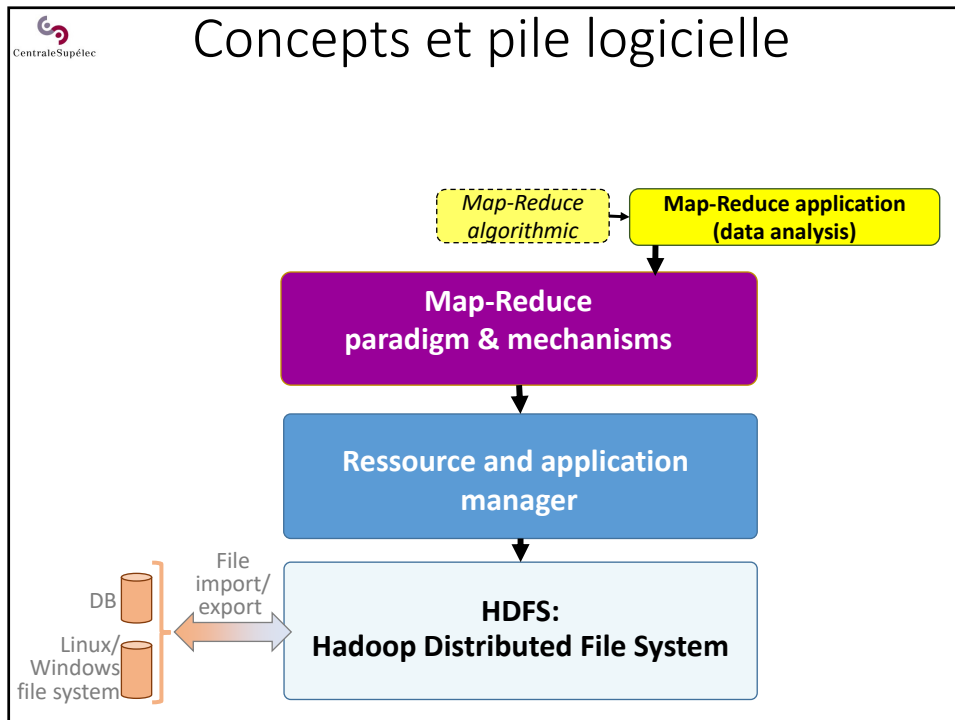 CentraleSupélec
Concepts et pile logicielle
Map-Reduce
algorithmic
Map-Reduce application
(data analysis)
Map-Reduce
paradigm & mechanisms
Ressource and application
manager
File
import/
export
DB
Linux/
Windows
file system
HDFS:
Hadoop Distributed File System